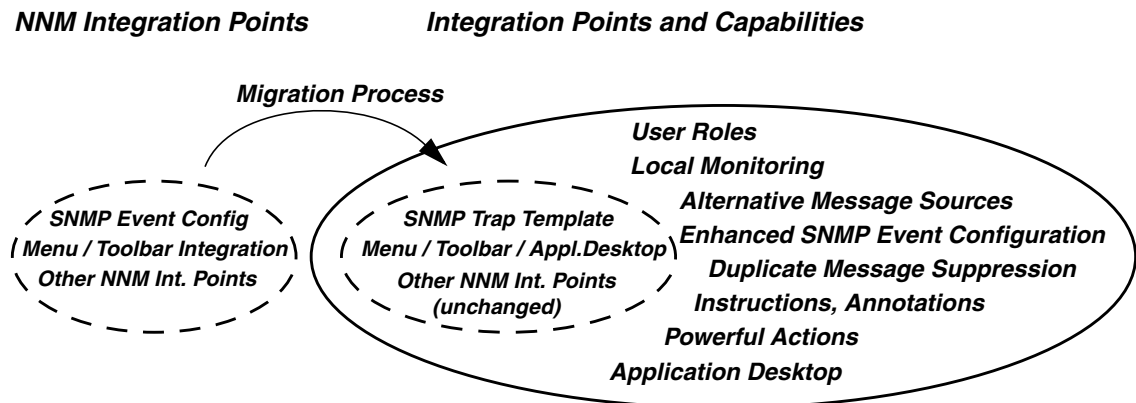 NNM Integration Points
Integration Points and Capabilities
Migration Process
SNMP Event Config
Menu / Toolbar Integration
Other NNM Int. Points
SNMP Trap Template
Menu / Toolbar / Appl.Desktop
Other NNM Int. Points
(unchanged)
User Roles
Local Monitoring
Alternative Message Sources
Enhanced SNMP Event Configuration
Duplicate Message Suppression
Instructions, Annotations
Powerful Actions
Application Desktop